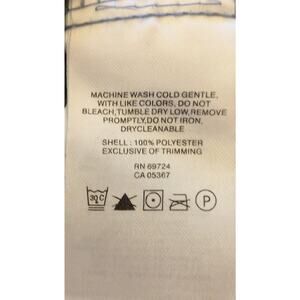 MACHINE WASH COLD GENTLE,
WITH LIKE COLORS, DO NOT
BLEACH,TUMBLE DRY LOW,REMOVE
PROMPTLY,DO NOT IRON,
DRYCLEANABLE
SHELL : 100% POLYESTER
EXCLUSIVE OF TRIMMING
RN 69724
CA 05367
30C P